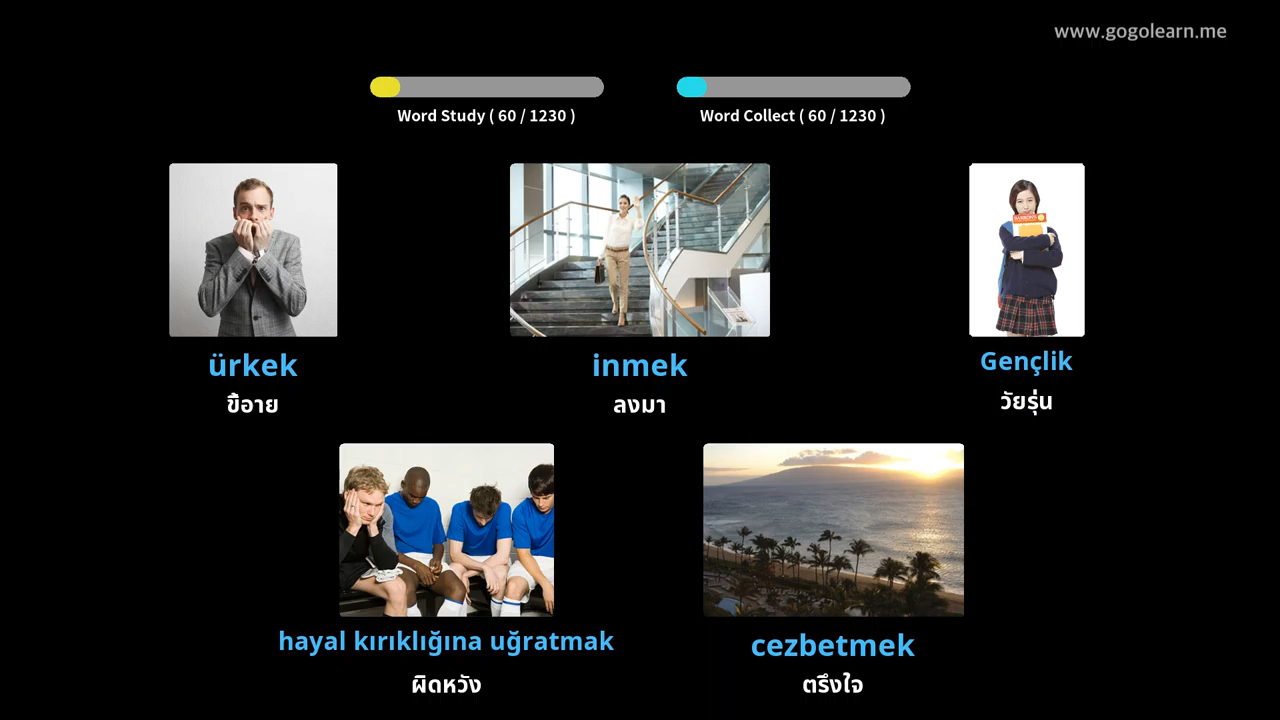 www.gogolearn.me
Word Study ( 60 / 1230 )
Word Collect ( 60 / 1230 )
ürkek
ขี้อาย
inmek
ลงมา
Gençlik
วัยรุ่น
hayal kırıklığına uğratmak
ผิดหวัง
cezbetmek
ตรึงใจ